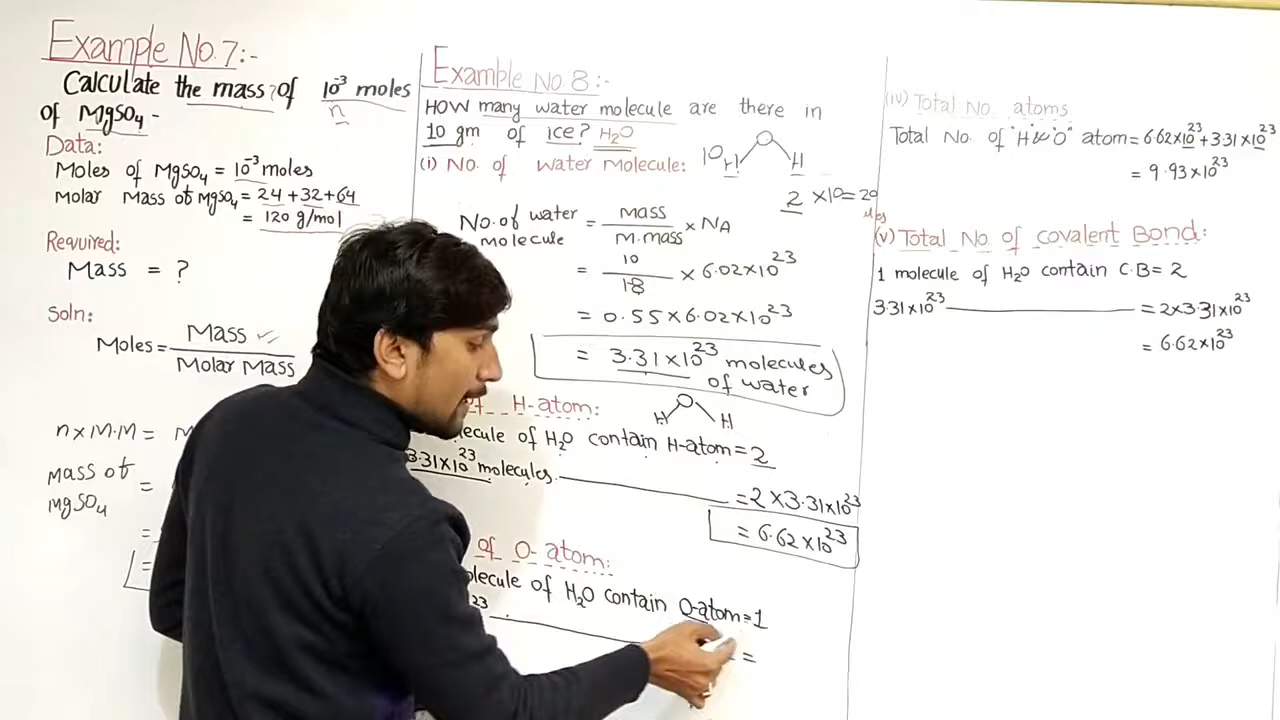 Example No.7:-
Calculate the mass of 10⁻³ moles
n
of MgSO₄ -
Data:
Moles of MgSO₄ = 10⁻³ moles
Molar Mass of MgSO₄ = 24+32+64
= 120 g/mol
Required:
Mass = ?
Soln:
Moles = Mass
Molar Mass
n × M.M = M
Mass of
MgSO₄ =
=
=
Examble No.8:-
How many water molecule are there in
10 gm of ice? H₂O
(i) No. of water Molecule:
H
2 × 10 = 20
No. of water molecule = mass / M.mass × NA
= 10 / 18 × 6.02×10²³
= 0.55×6.02×10²³
= 3.31×10²³ molecules
of water
H-atom:
H H
lecule of H₂O contain H-atom = 2
3.31×10²³ molecules
= 2 × 3.31×10²³
= 6.62×10²³
of O-atom:
olecule of H₂O contain O-atom = 1
23
=
(iv) Total No. atoms
Total No. of "H O" atom = 6.62×10²³+3.31×10²³
= 9.93×10²³
(v) Total No. of covalent Bond:
1 molecule of H₂O contain C.B = 2
3.31×10²³ = 2×3.31×10²³
= 6.62×10²³